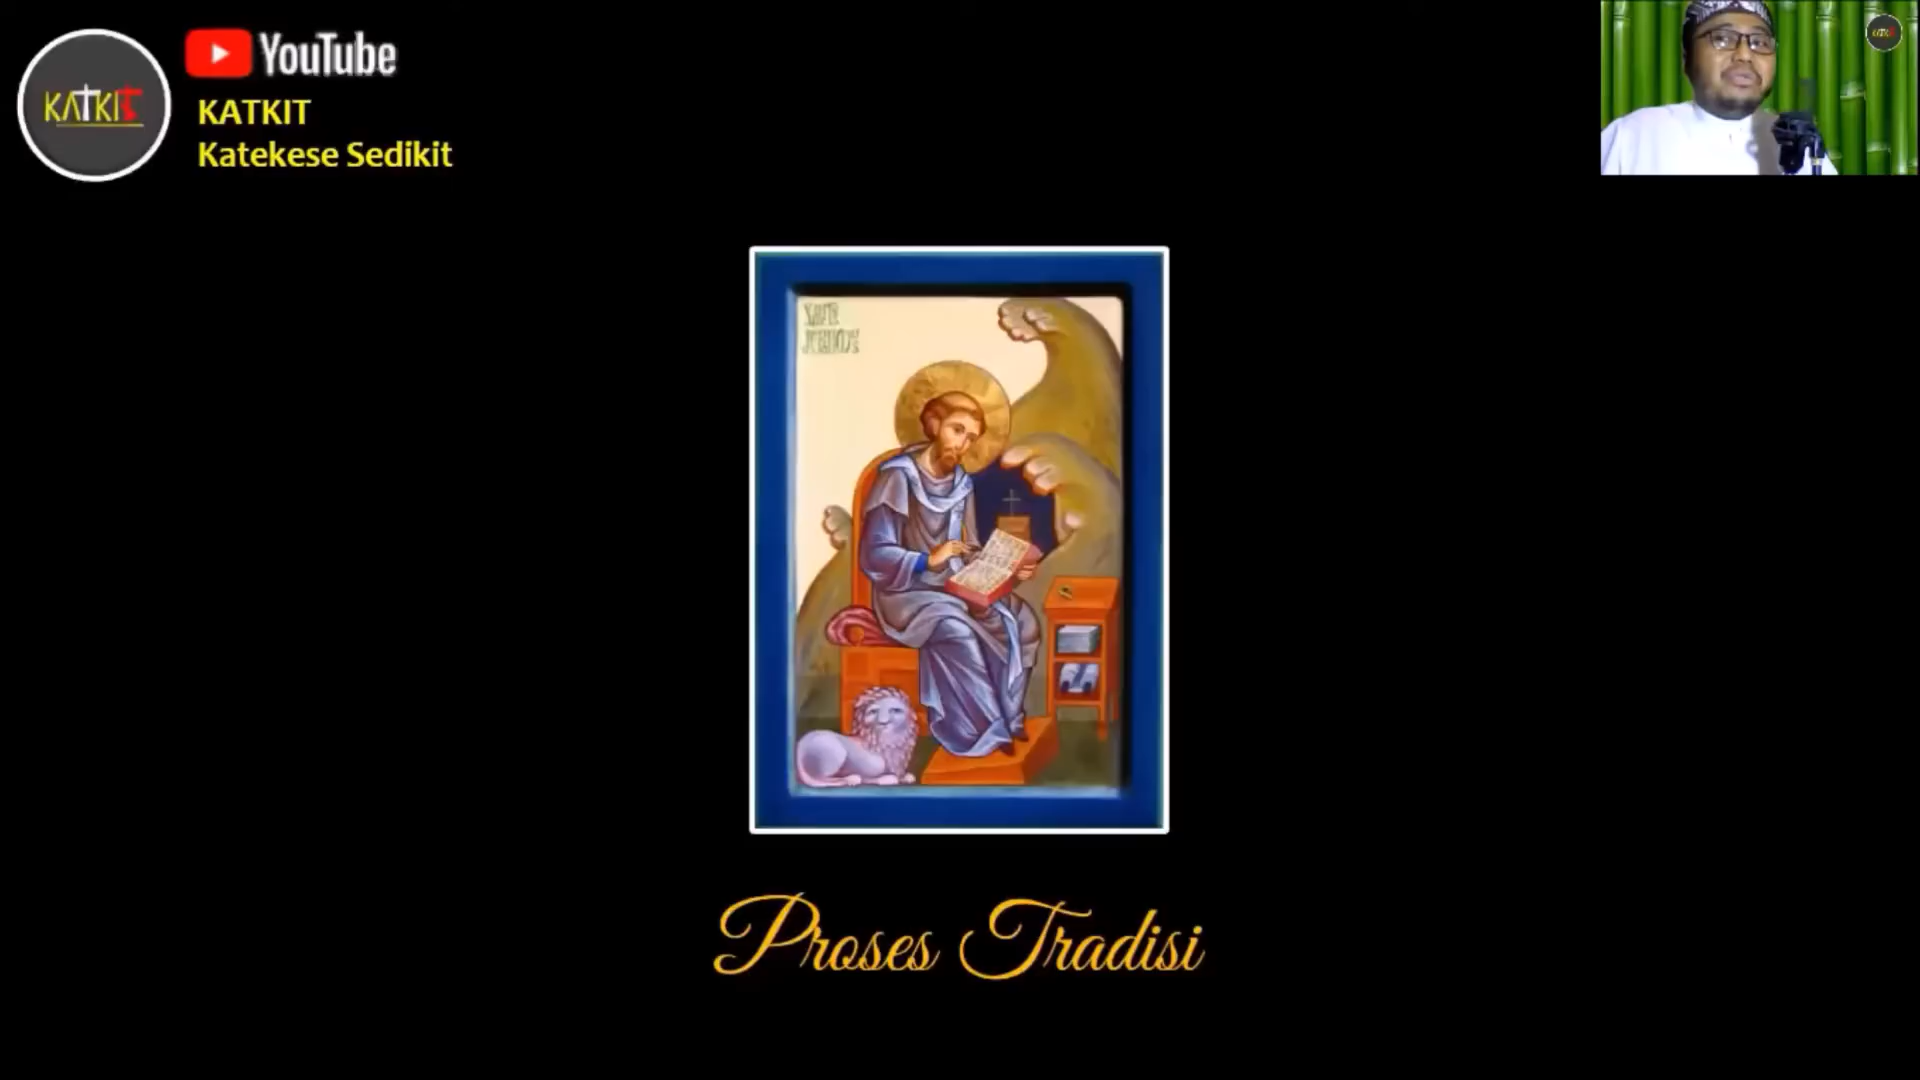 KATKIT
YouTube
KATKIT
Katekese Sedikit
Proses Tradisi